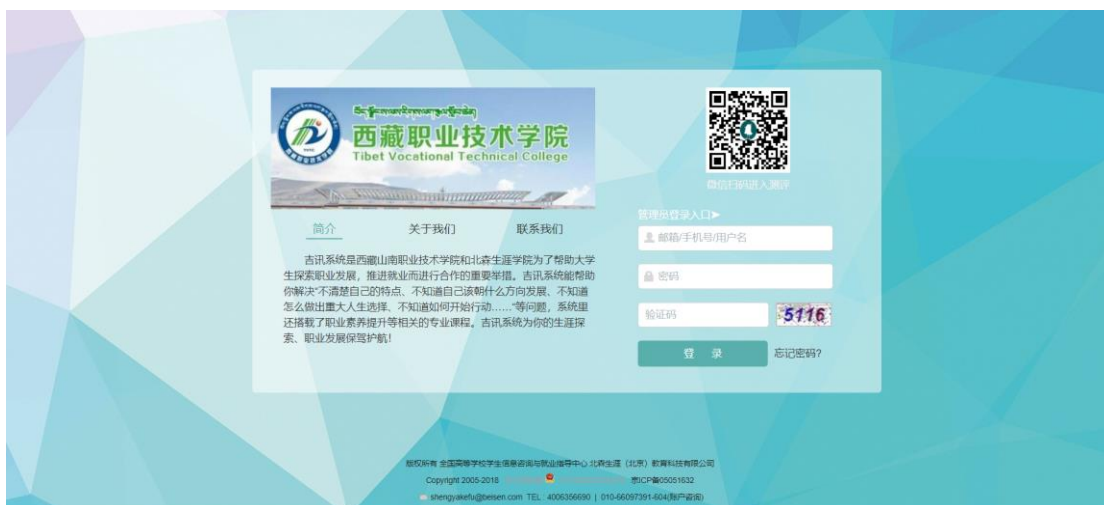 西藏职业技术学院
Tibet Vocational Technical College
微信扫码进入测评
简介
关于我们
联系我们
吉讯系统是西藏山南职业技术学院和北森生涯学院为了帮助大学
生探索职业发展，推进就业而进行合作的重要举措。吉讯系统能帮助
你解决“不清楚自己的特点、不知道自己该朝什么方向发展、不知道
怎么做出重大人生选择、不知道如何开始行动……”等问题，系统里
还搭载了职业素养提升等相关的专业课程。吉讯系统为你的生涯探
索、职业发展保驾护航！
管理员登录入口►
邮箱/手机号/用户名
密码
验证码
5116
登 录
忘记密码?
版权所有 全国高等学校学生信息咨询与就业指导中心 北森生涯（北京）教育科技有限公司
Copyright 2005-2018 京ICP备05051632
shengyakefu@beisen.com TEL：4006356690 | 010-66097391-604(账户咨询)